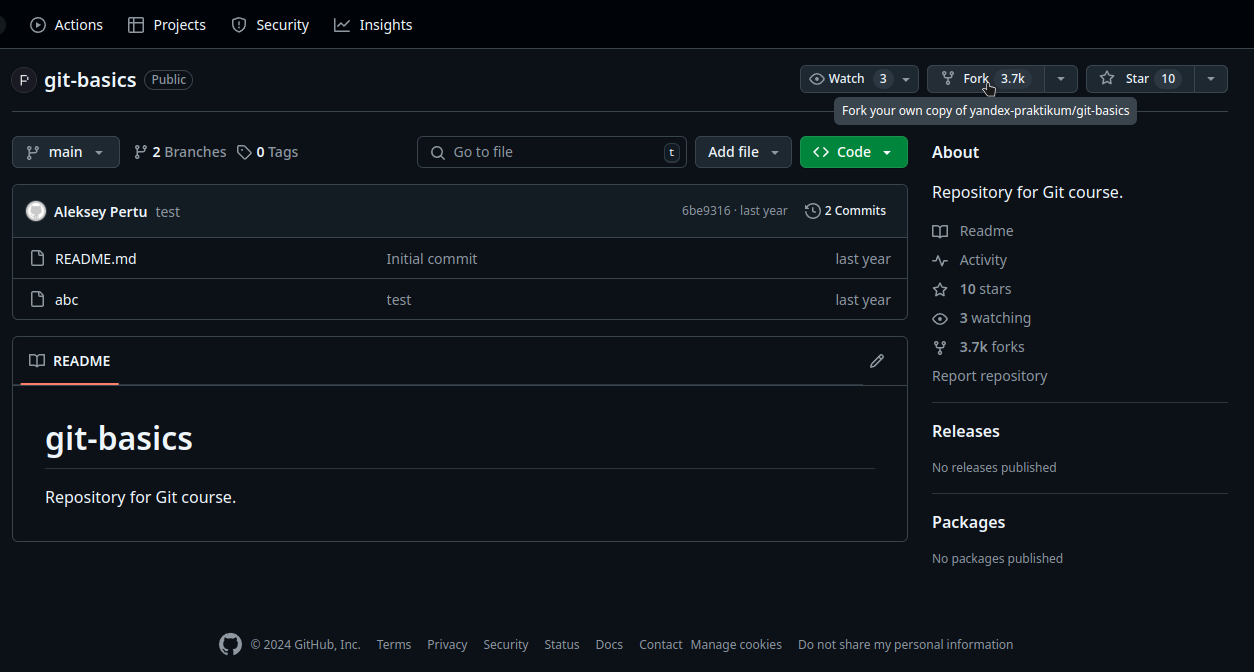 Actions Projects Security Insights
P git-basics Public Watch 3 Fork 3.7k Star 10
Fork your own copy of yandex-praktikum/git-basics
main 2 Branches 0 Tags Go to file t Add file Code
Aleksey Pertu test 6be9316 · last year 2 Commits
README.md Initial commit last year
abc test last year
README
git-basics
Repository for Git course.
About
Repository for Git course.
Readme
Activity
10 stars
3 watching
3.7k forks
Report repository
Releases
No releases published
Packages
No packages published
© 2024 GitHub, Inc. Terms Privacy Security Status Docs Contact Manage cookies Do not share my personal information